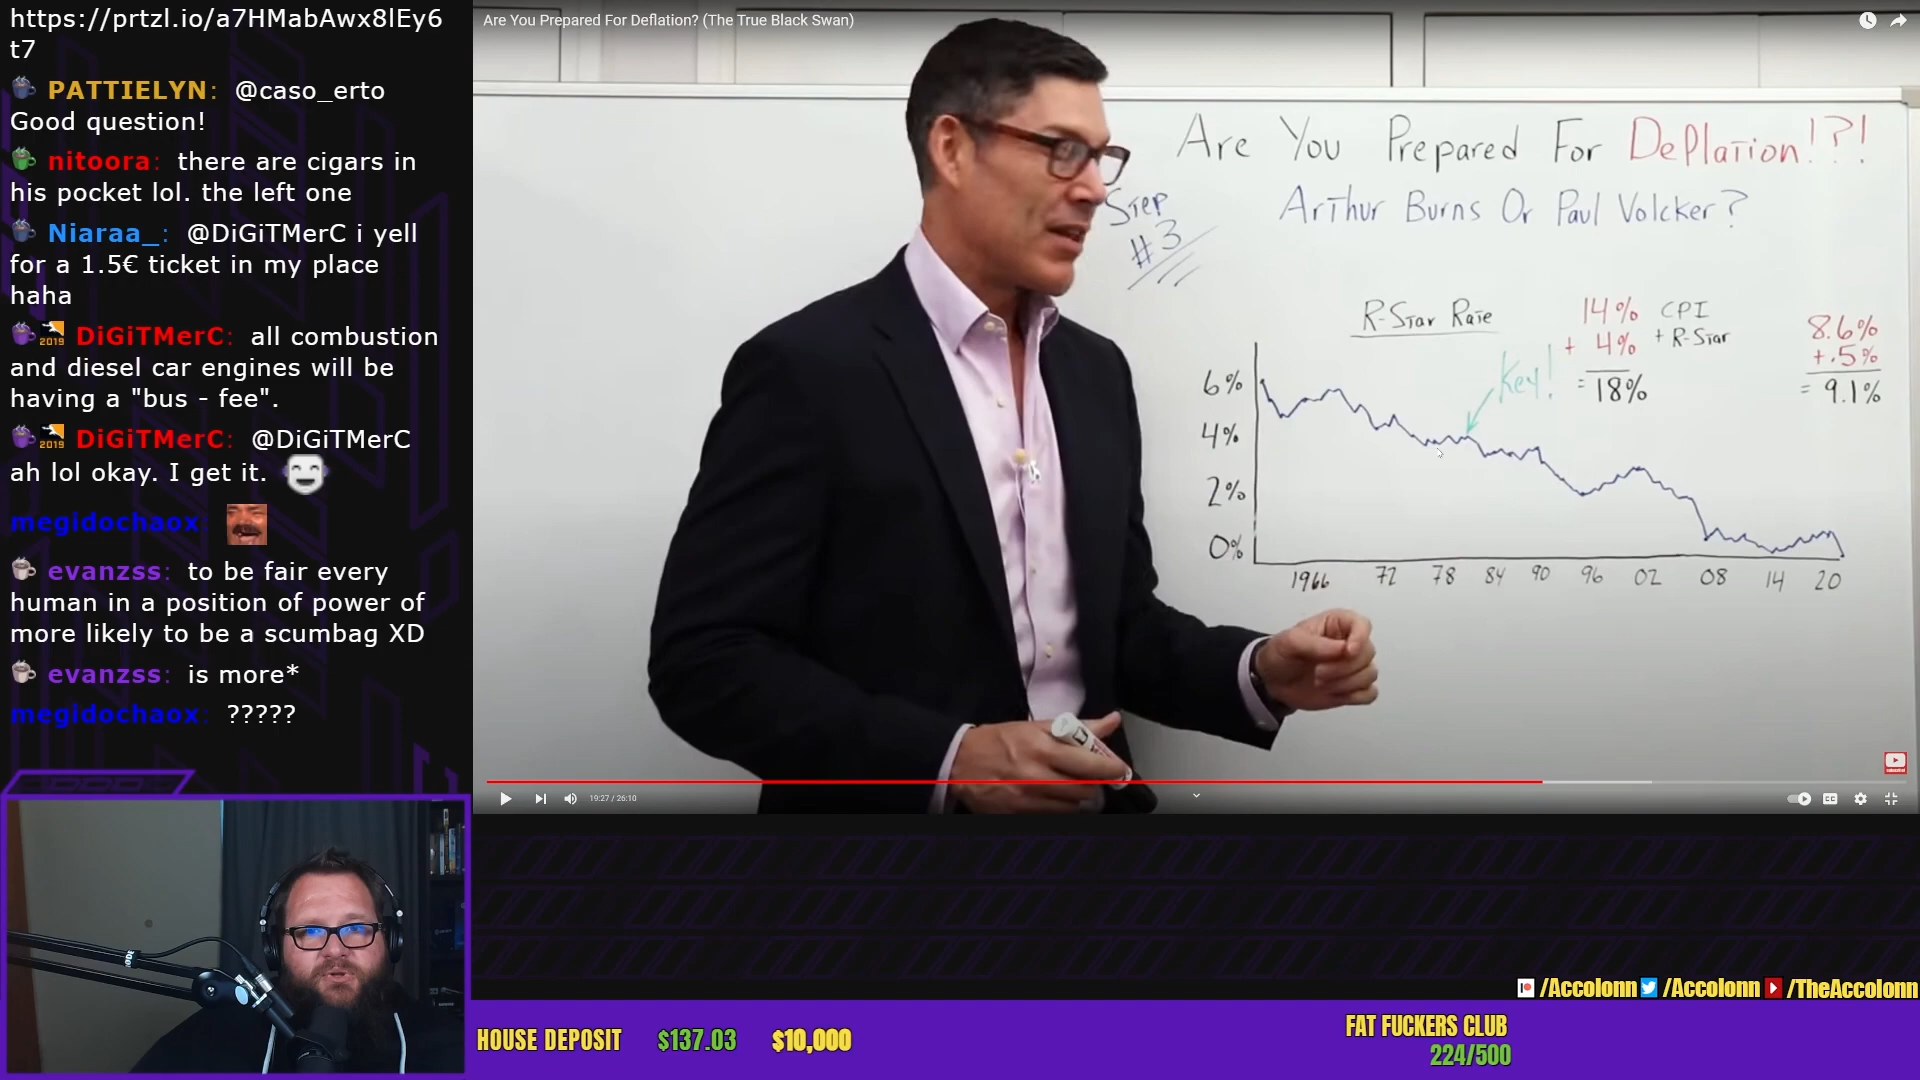 https://prtzl.io/a7HMabAwx8lEy6
t7
PATTIELYN: @caso_erto
Good question!
nitoora: there are cigars in
his pocket lol. the left one
Niaraa_: @DiGiTMerC i yell
for a 1.5€ ticket in my place
haha
2019 DiGiTMerC: all combustion
and diesel car engines will be
having a "bus - fee".
2019 DiGiTMerC: @DiGiTMerC
ah lol okay. I get it.
megidochaox:
evanzss: to be fair every
human in a position of power of
more likely to be a scumbag XD
evanzss: is more*
megidochaox: ?????
Are You Prepared For Deflation? (The True Black Swan)
Are You Prepared For Deflation!?!
Arthur Burns Or Paul Volcker?
Step
#3
R-Star Rate
14% CPI
+ 4% + R-Star
= 18%
8.6%
+.5%
= 9.1%
Key!
6%
4%
2%
0%
1966 72 78 84 90 96 02 08 14 20
19:27 / 26:10
CC
/Accolonn /Accolonn /TheAccolonn
HOUSE DEPOSIT $137.03 $10,000
FAT FUCKERS CLUB
224/500